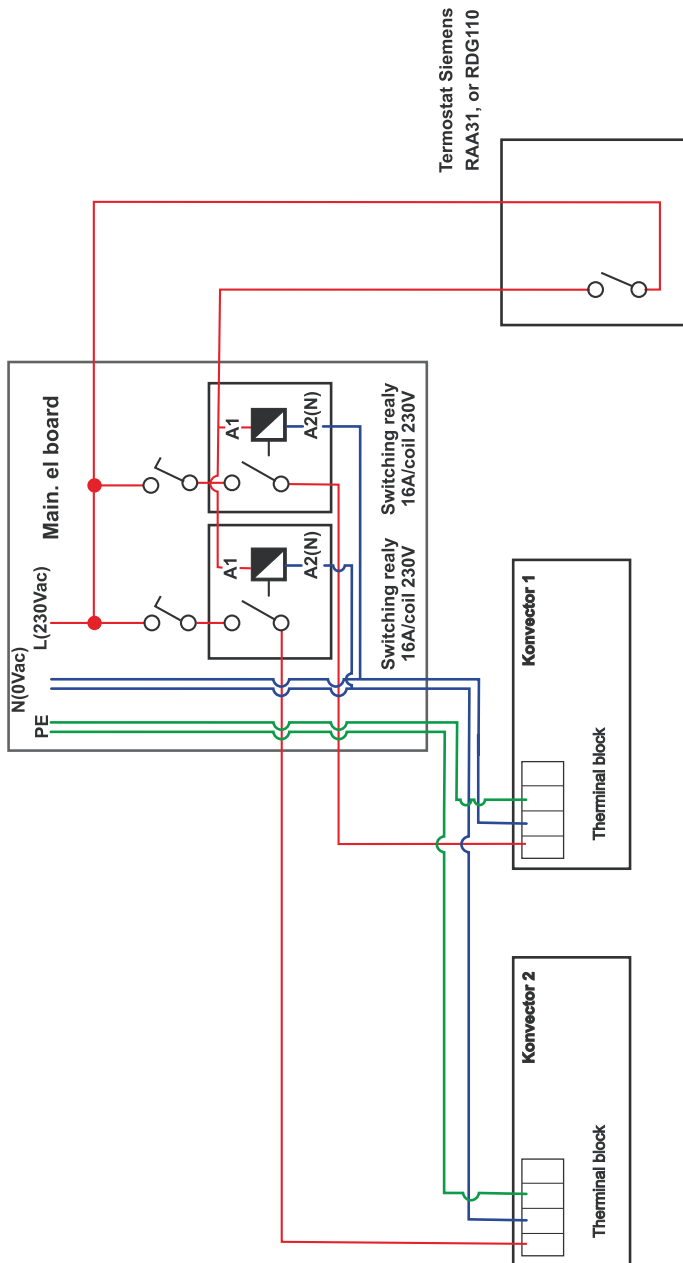 Termostat Siemens
RAA31, or RDG110
Main. el board
L(230Vac)
N(0Vac)
PE
A1
A2(N)
Switching realy
16A/coil 230V
A1
A2(N)
Switching realy
16A/coil 230V
Konvector 1
Therminal block
Konvector 2
Therminal block